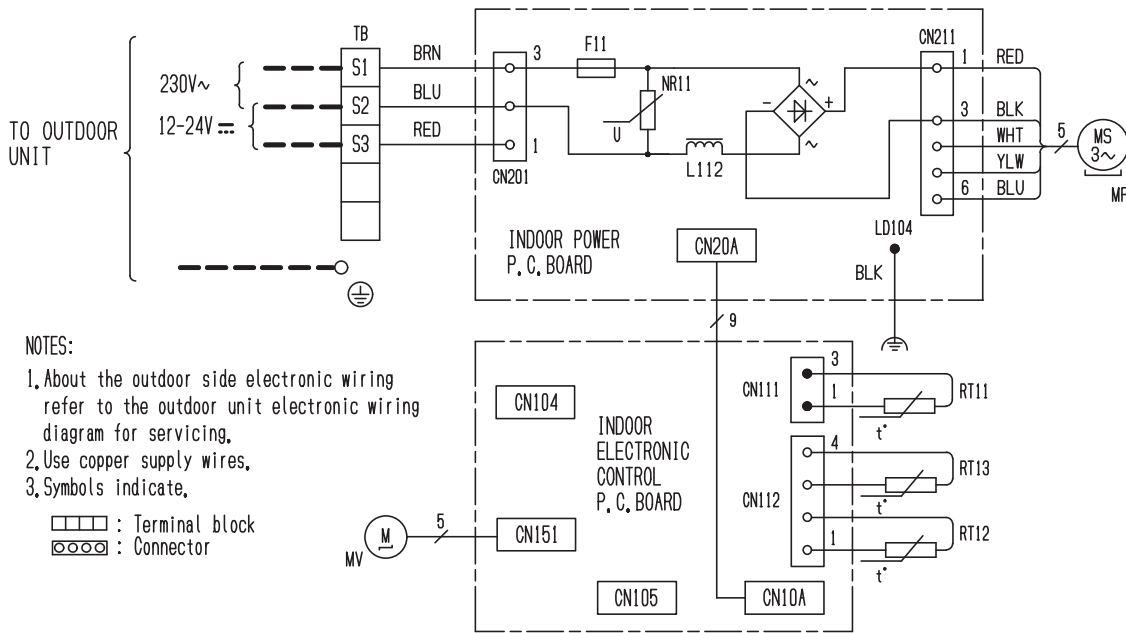 TB
CN211
F11
S1
BRN
3
1
RED
230V~
NR11
~
S2
BLU
-
+
3
BLK
12-24V
TO OUTDOOR
UNIT
S3
RED
1
U
WHT
5
MS
3~
L112
~
YLW
CN201
6
BLU
MF
INDOOR POWER
P.C.BOARD
CN20A
LD104
BLK
9
NOTES:
1. About the outdoor side electronic wiring
refer to the outdoor unit electronic wiring
diagram for servicing.
2. Use copper supply wires.
3. Symbols indicate.
: Terminal block
: Connector
CN104
INDOOR
ELECTRONIC
CONTROL
P.C.BOARD
CN111
3
1
RT11
t°
4
CN112
RT13
t°
RT12
1
t°
MV
M
5
CN151
CN105
CN10A